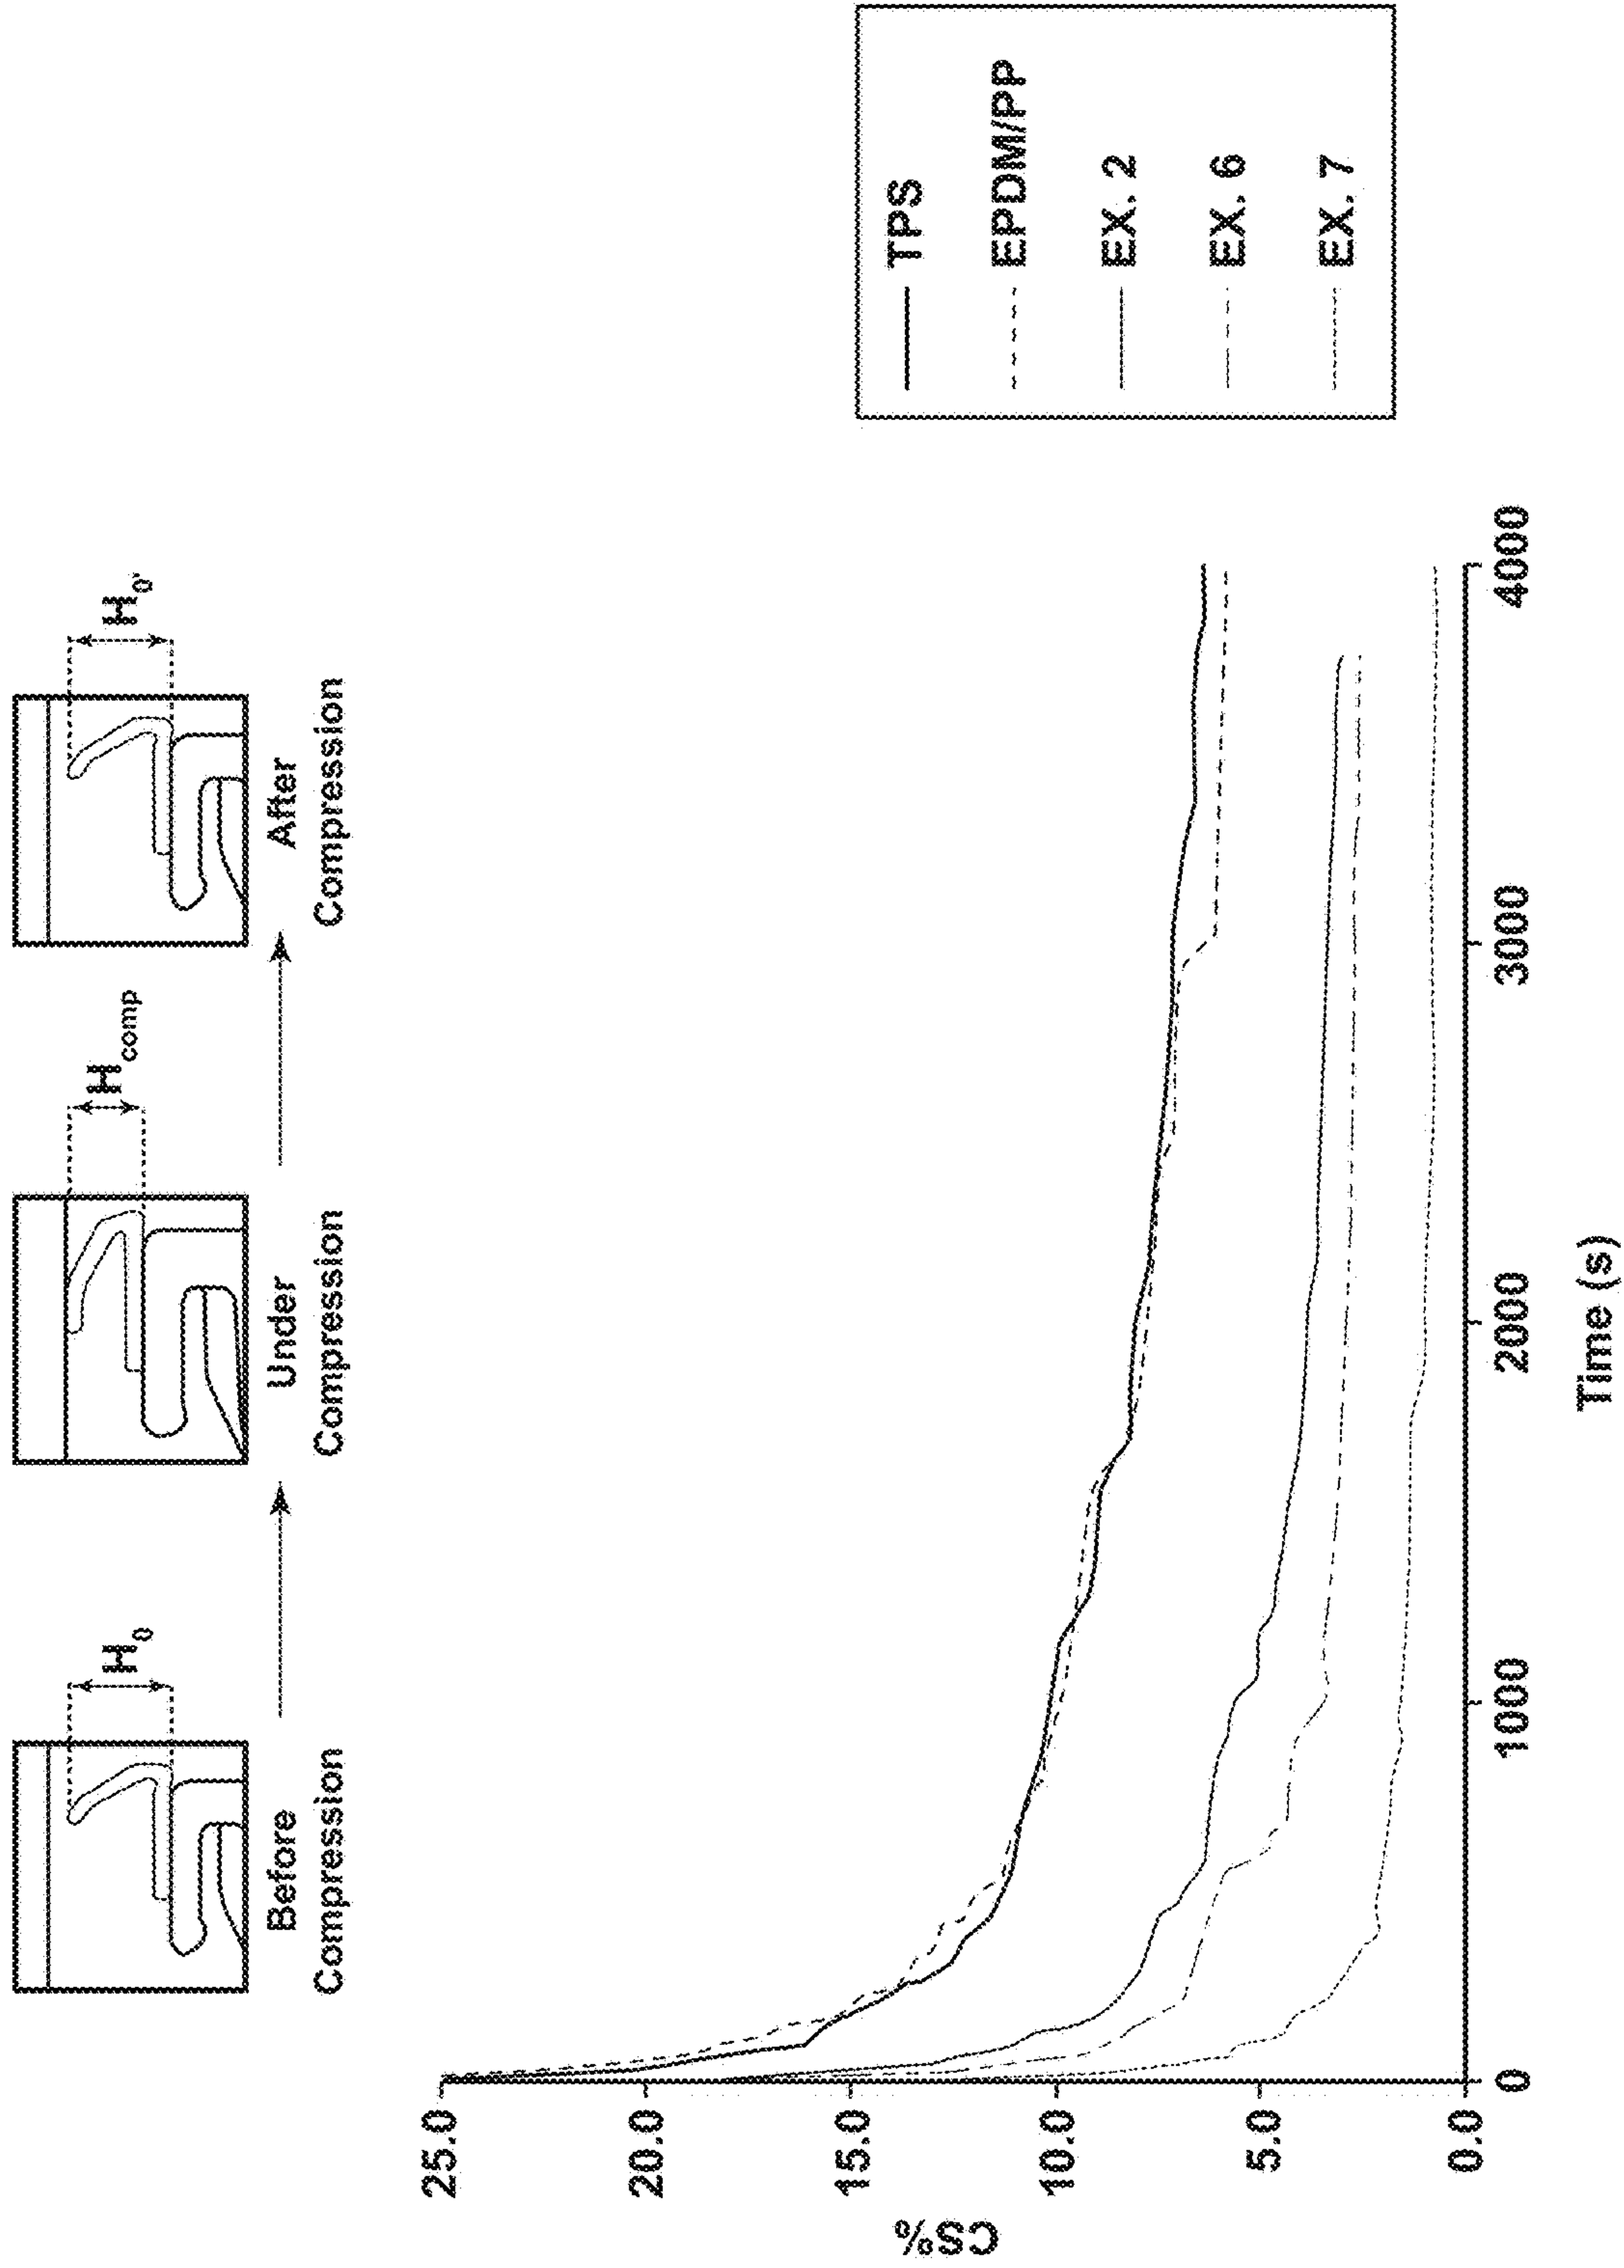 H0
Hcomp
H0'
Before
Compression
Under
Compression
After
Compression
CS%
25.0
20.0
15.0
10.0
5.0
0.0
0
1000
2000
3000
4000
Time (s)
TPS
EPDM/PP
EX. 2
EX. 6
EX. 7